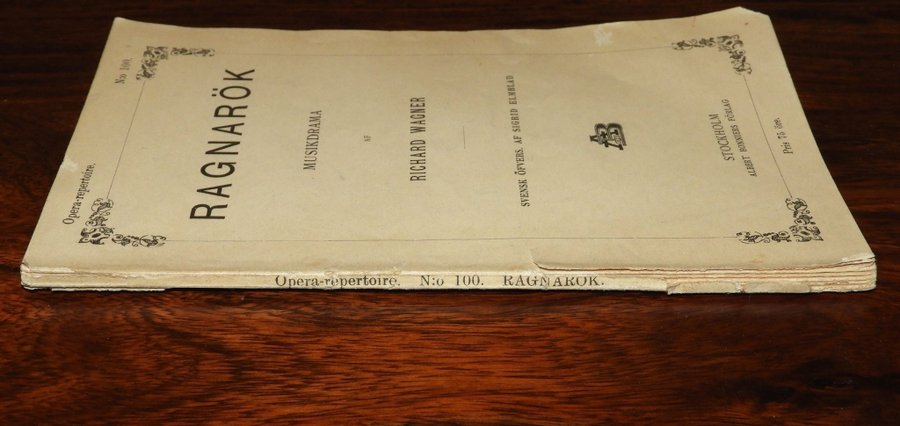 Opera-repertoire.
N:o 100.
RAGNARÖK
MUSIKDRAMA
AF
RICHARD WAGNER
SVENSK ÖFVERS. AF SIGRID ELMBLAD
AB
STOCKHOLM
ALBERT BONNIERS FÖRLAG
Pris 75 öre.
Opera-repertoire. N:o 100. RAGNARÖK.